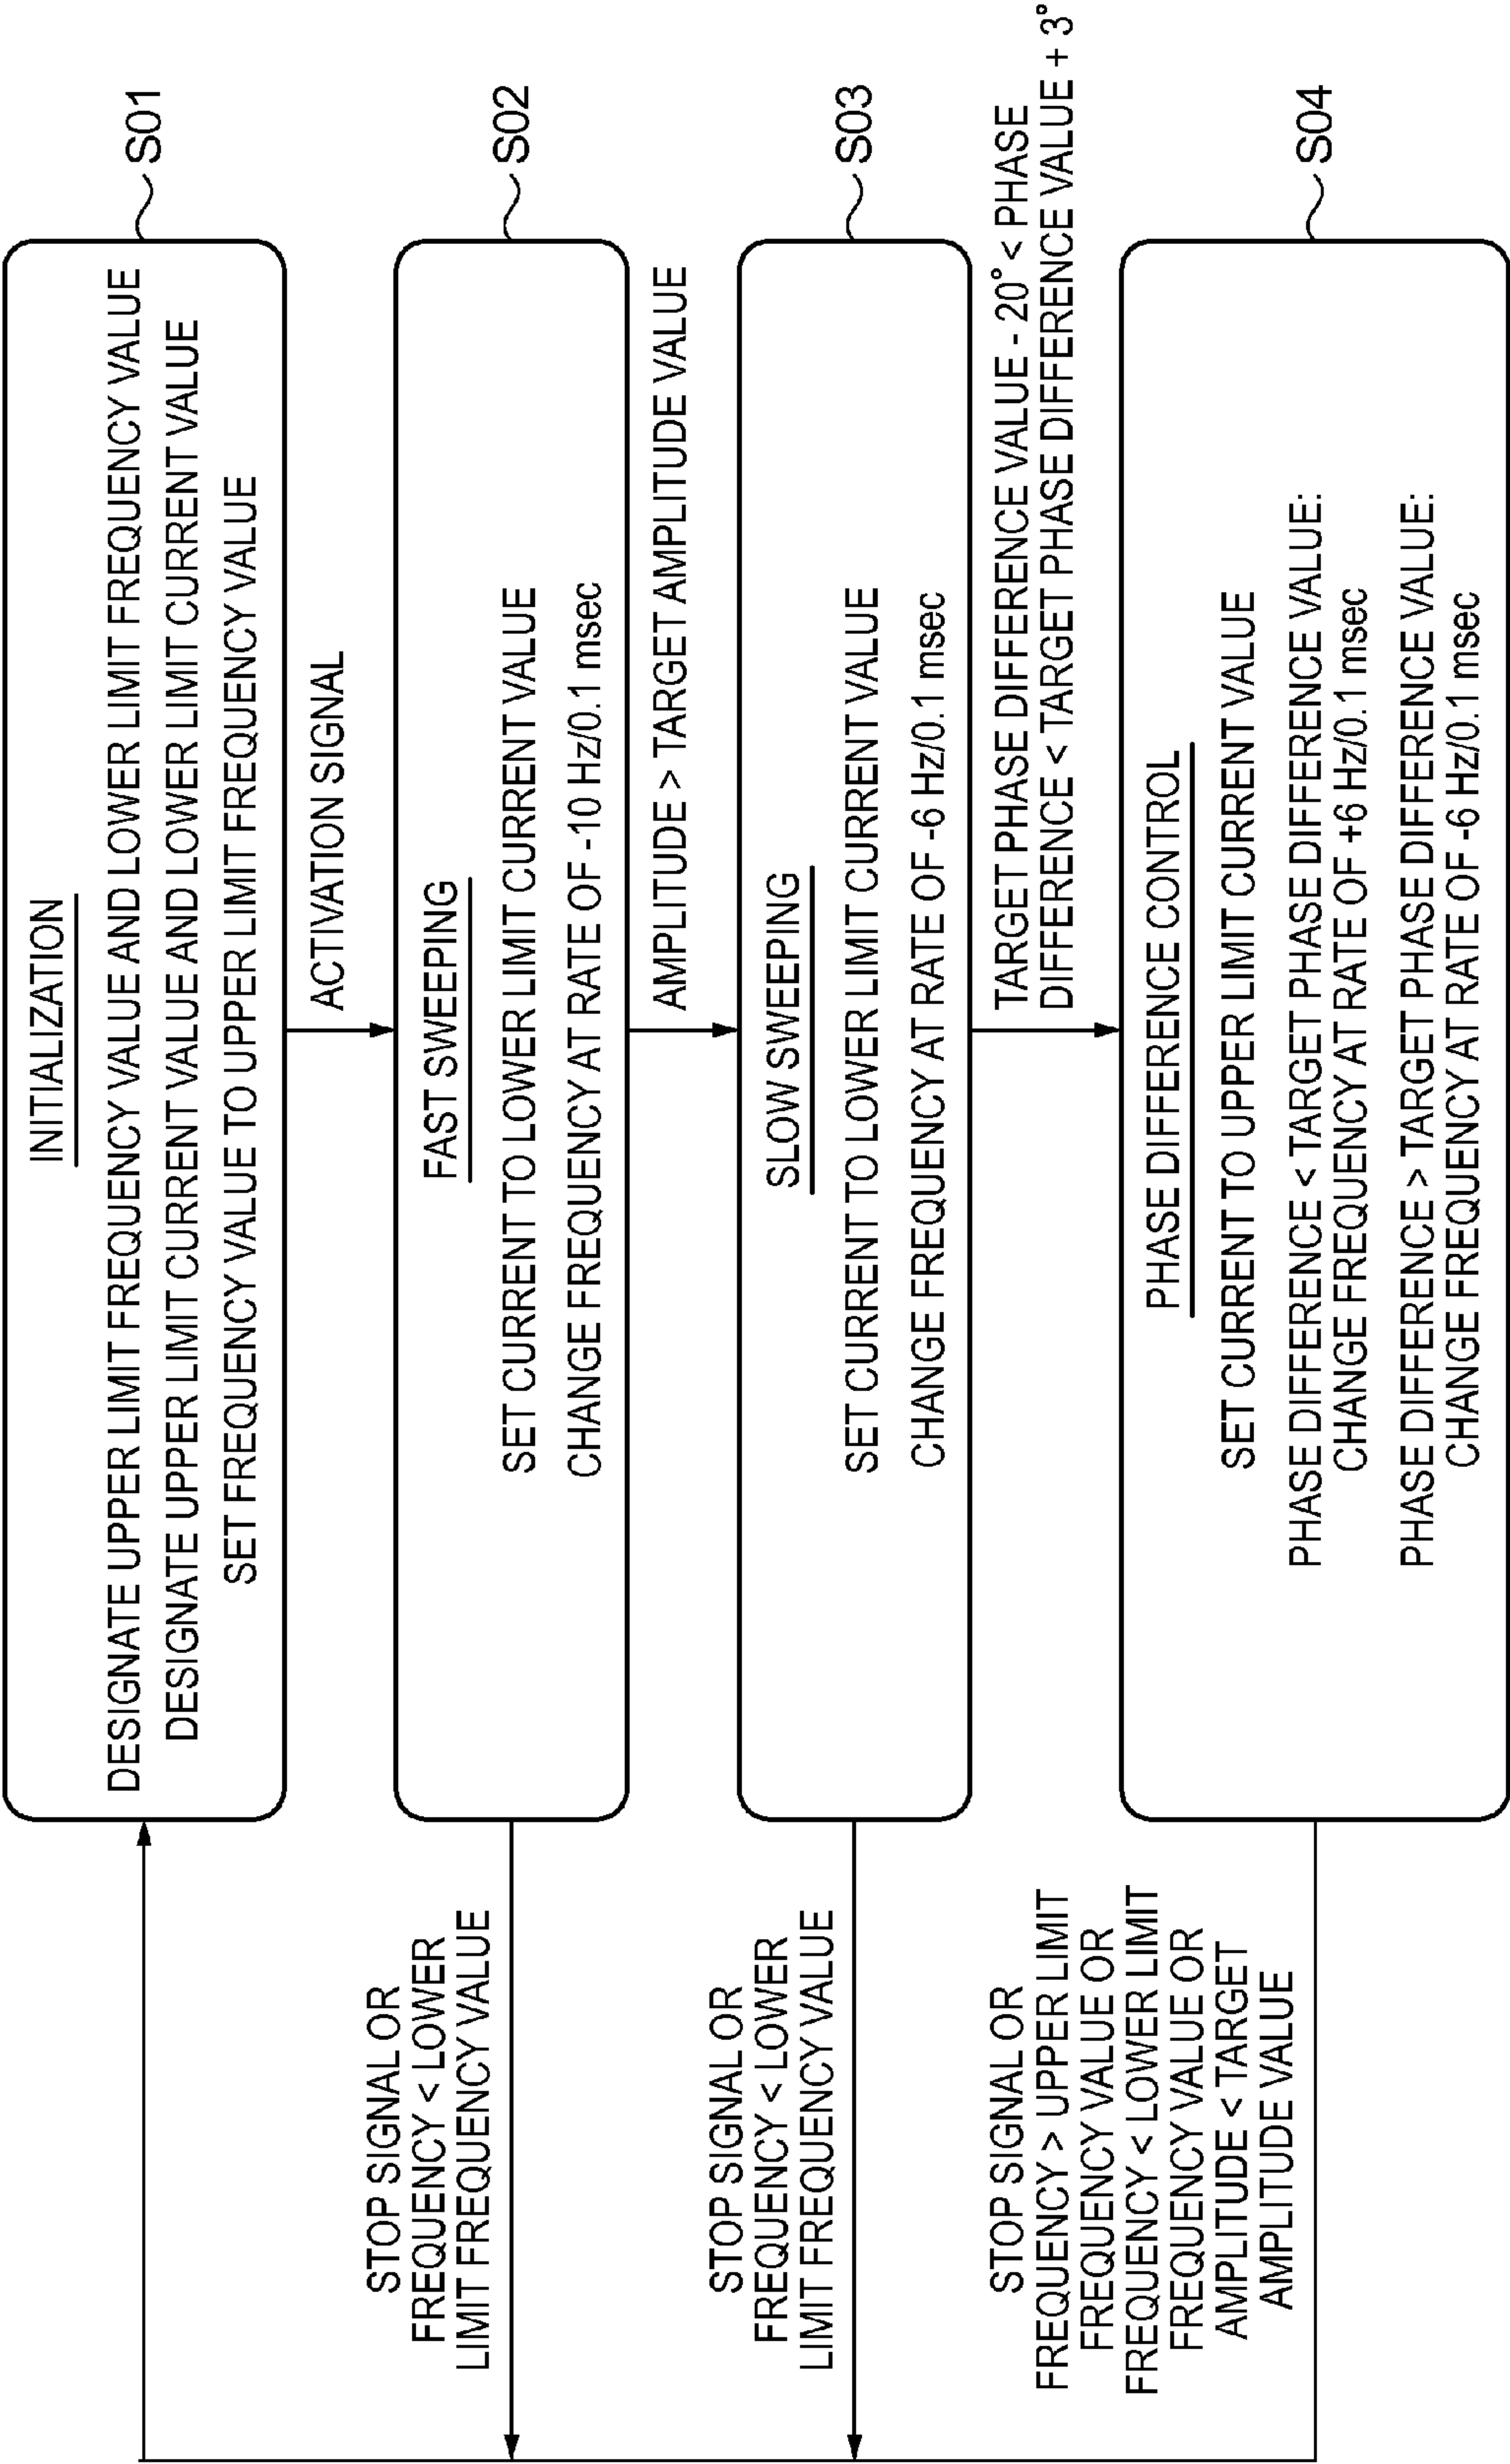 INITIALIZATION
DESIGNATE UPPER LIMIT FREQUENCY VALUE AND LOWER LIMIT FREQUENCY VALUE
DESIGNATE UPPER LIMIT CURRENT VALUE AND LOWER LIMIT CURRENT VALUE
SET FREQUENCY VALUE TO UPPER LIMIT FREQUENCY VALUE
S01
ACTIVATION SIGNAL
STOP SIGNAL OR
FREQUENCY < LOWER
LIMIT FREQUENCY VALUE
FAST SWEEPING
SET CURRENT TO LOWER LIMIT CURRENT VALUE
CHANGE FREQUENCY AT RATE OF -10 Hz/0.1 msec
S02
AMPLITUDE > TARGET AMPLITUDE VALUE
STOP SIGNAL OR
FREQUENCY < LOWER
LIMIT FREQUENCY VALUE
SLOW SWEEPING
SET CURRENT TO LOWER LIMIT CURRENT VALUE
CHANGE FREQUENCY AT RATE OF -6 Hz/0.1 msec
S03
TARGET PHASE DIFFERENCE VALUE - 20° < PHASE
DIFFERENCE < TARGET PHASE DIFFERENCE VALUE + 3°
STOP SIGNAL OR
FREQUENCY > UPPER LIMIT
FREQUENCY VALUE OR
FREQUENCY < LOWER LIMIT
FREQUENCY VALUE OR
AMPLITUDE < TARGET
AMPLITUDE VALUE
PHASE DIFFERENCE CONTROL
SET CURRENT TO UPPER LIMIT CURRENT VALUE
PHASE DIFFERENCE < TARGET PHASE DIFFERENCE VALUE:
CHANGE FREQUENCY AT RATE OF +6 Hz/0.1 msec
PHASE DIFFERENCE > TARGET PHASE DIFFERENCE VALUE:
CHANGE FREQUENCY AT RATE OF -6 Hz/0.1 msec
S04